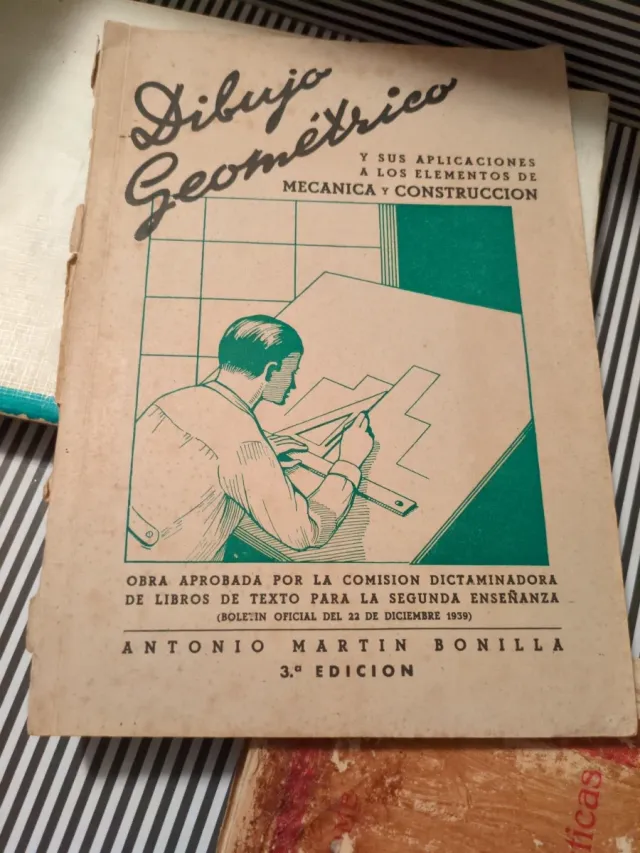 Dibujo
Geométrico
Y SUS APLICACIONES
A LOS ELEMENTOS DE
MECANICA Y CONSTRUCCION
OBRA APROBADA POR LA COMISION DICTAMINADORA
DE LIBROS DE TEXTO PARA LA SEGUNDA ENSEÑANZA
(BOLETIN OFICIAL DEL 22 DE DICIEMBRE 1939)
ANTONIO MARTIN BONILLA
3.ª EDICION